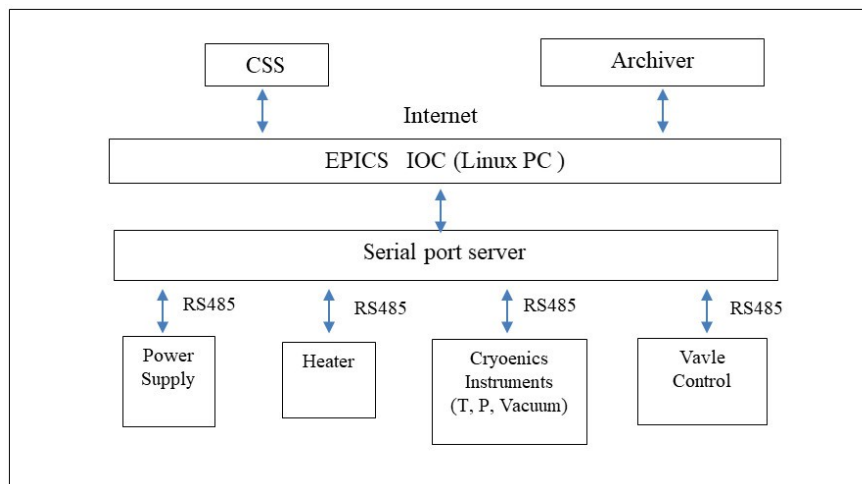 CSS
Archiver
Internet
EPICS IOC (Linux PC )
Serial port server
RS485
RS485
RS485
RS485
Power
Supply
Heater
Cryoenics
Instruments
(T, P, Vacuum)
Vavle
Control